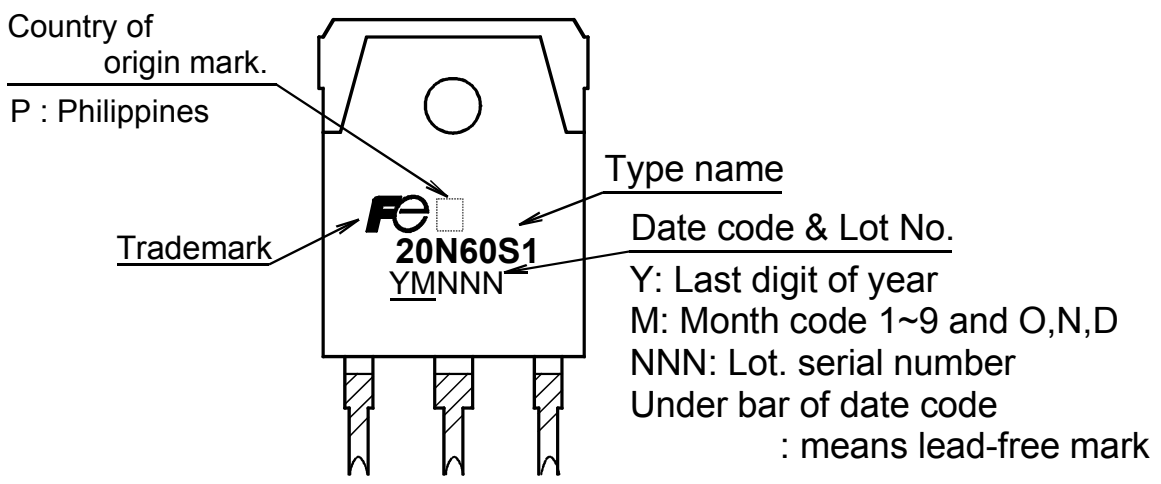 Country of
origin mark.
P : Philippines
Type name
Fe
Trademark
20N60S1
YMNNN
Date code & Lot No.
Y: Last digit of year
M: Month code 1~9 and O,N,D
NNN: Lot. serial number
Under bar of date code
: means lead-free mark